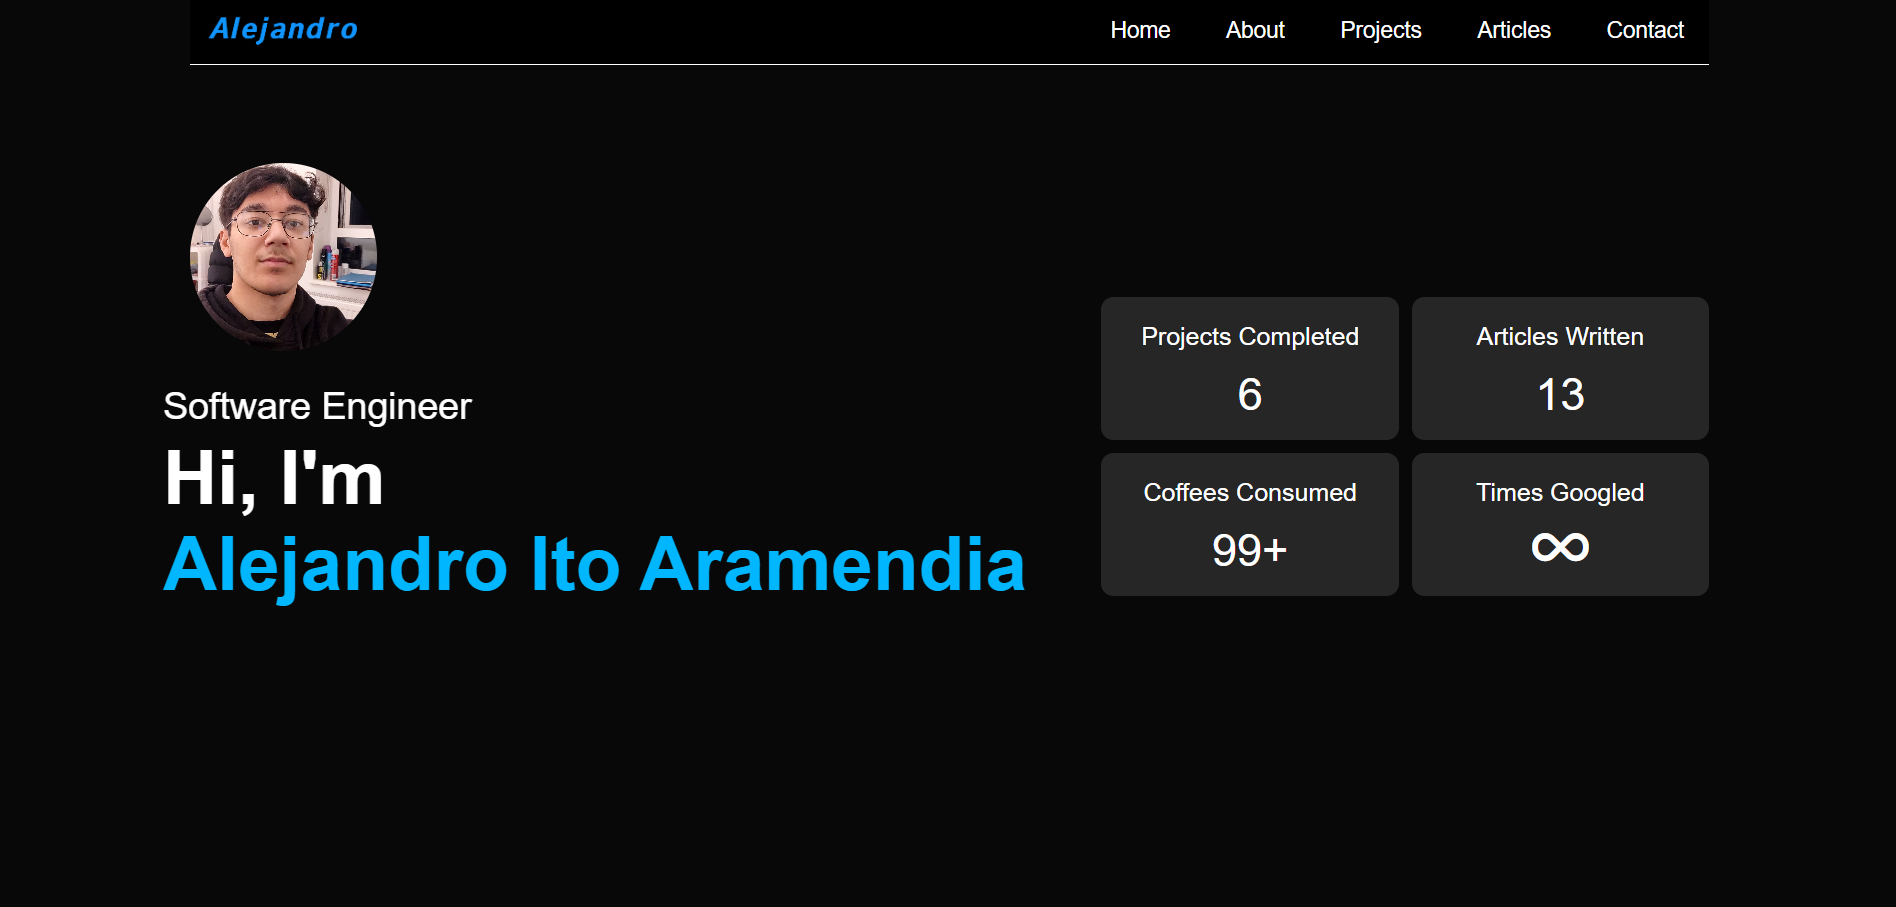 Alejandro
Home About Projects Articles Contact
Software Engineer
Hi, I'm
Alejandro Ito Aramendia
Projects Completed
6
Articles Written
13
Coffees Consumed
99+
Times Googled
∞